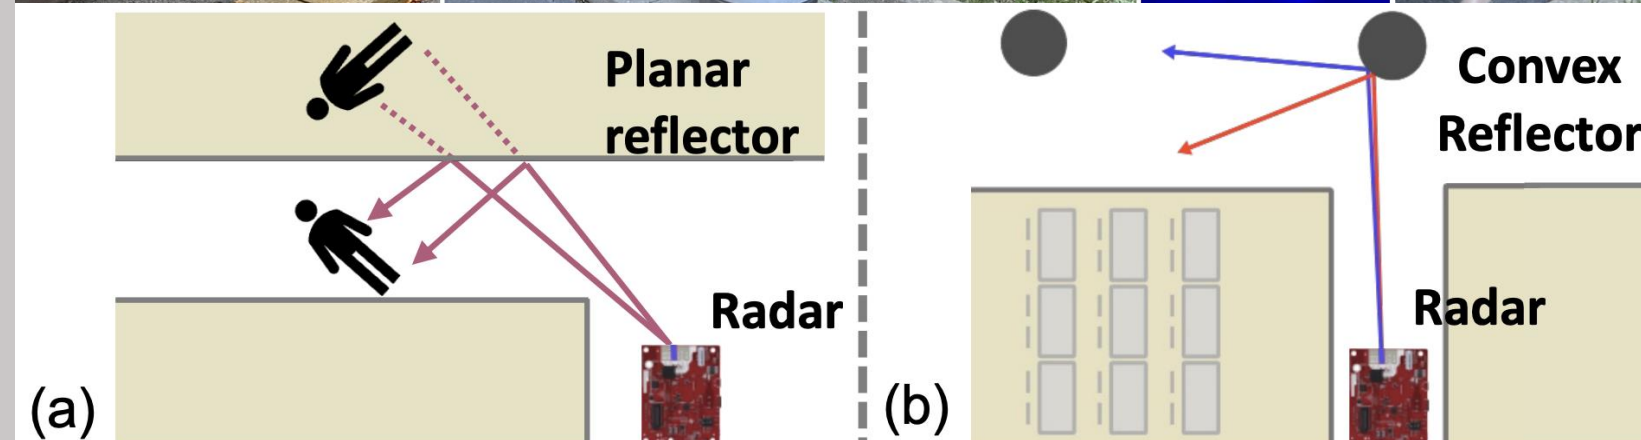 Planar
reflector
Radar
(a)
Convex
Reflector
Radar
(b)